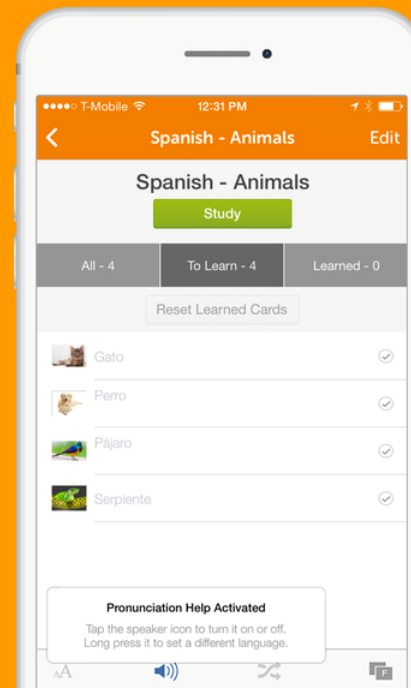 T-Mobile 12:31 PM
Spanish - Animals Edit
Spanish - Animals
Study
All - 4 To Learn - 4 Learned - 0
Reset Learned Cards
Gato
Perro
Pájaro
Serpiente
Pronunciation Help Activated
Tap the speaker icon to turn it on or off.
Long press it to set a different language.
AA F